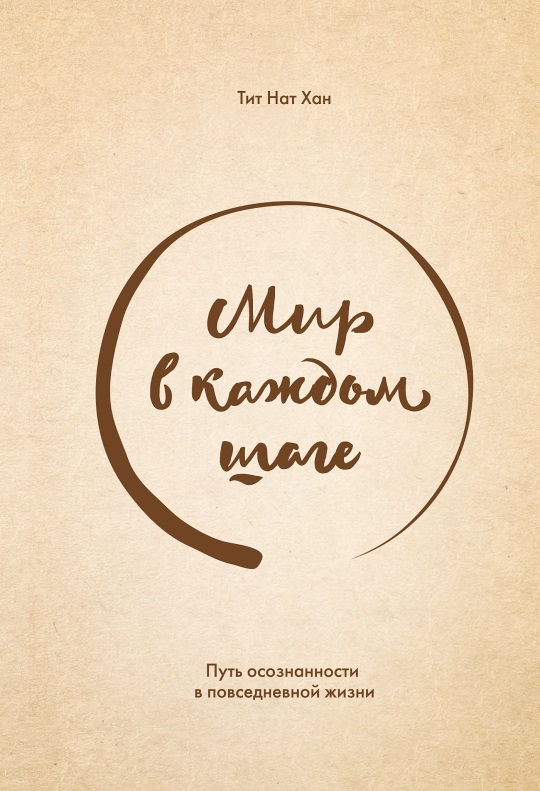 Тит Нат Хан
Мир
в каждом
шаге
Путь осознанности
в повседневной жизни